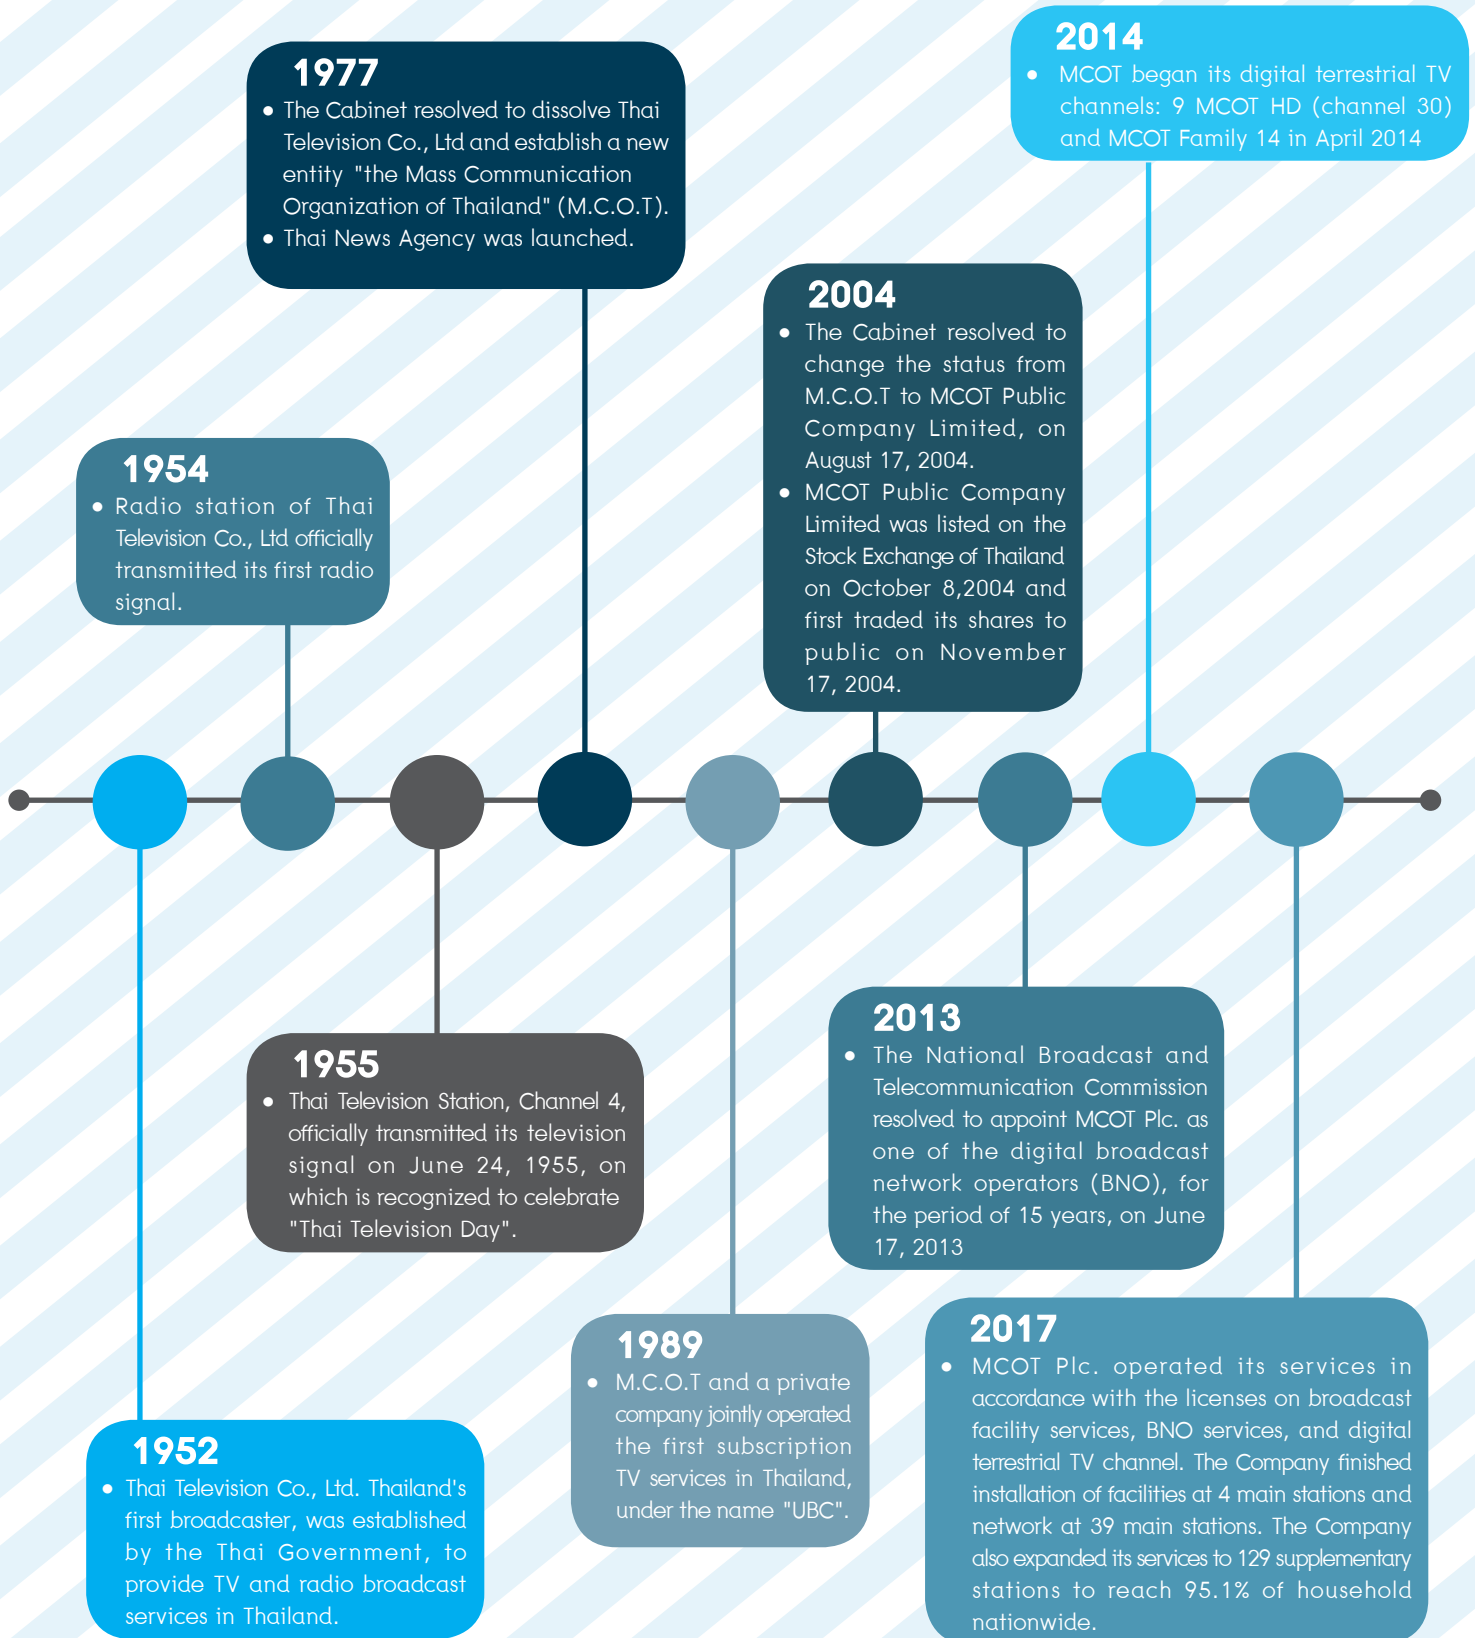 1977
● The Cabinet resolved to dissolve Thai
Television Co., Ltd and establish a new
entity "the Mass Communication
Organization of Thailand" (M.C.O.T).
● Thai News Agency was launched.
2014
● MCOT began its digital terrestrial TV
channels: 9 MCOT HD (channel 30)
and MCOT Family 14 in April 2014
2004
● The Cabinet resolved to
change the status from
M.C.O.T to MCOT Public
Company Limited, on
August 17, 2004.
● MCOT Public Company
Limited was listed on the
Stock Exchange of Thailand
on October 8,2004 and
first traded its shares to
public on November
17, 2004.
1954
● Radio station of Thai
Television Co., Ltd officially
transmitted its first radio
signal.
1955
● Thai Television Station, Channel 4,
officially transmitted its television
signal on June 24, 1955, on
which is recognized to celebrate
"Thai Television Day".
2013
● The National Broadcast and
Telecommunication Commission
resolved to appoint MCOT Plc. as
one of the digital broadcast
network operators (BNO), for
the period of 15 years, on June
17, 2013
1989
● M.C.O.T and a private
company jointly operated
the first subscription
TV services in Thailand,
under the name "UBC".
2017
● MCOT Plc. operated its services in
accordance with the licenses on broadcast
facility services, BNO services, and digital
terrestrial TV channel. The Company finished
installation of facilities at 4 main stations and
network at 39 main stations. The Company
also expanded its services to 129 supplementary
stations to reach 95.1% of household
nationwide.
1952
● Thai Television Co., Ltd. Thailand's
first broadcaster, was established
by the Thai Government, to
provide TV and radio broadcast
services in Thailand.